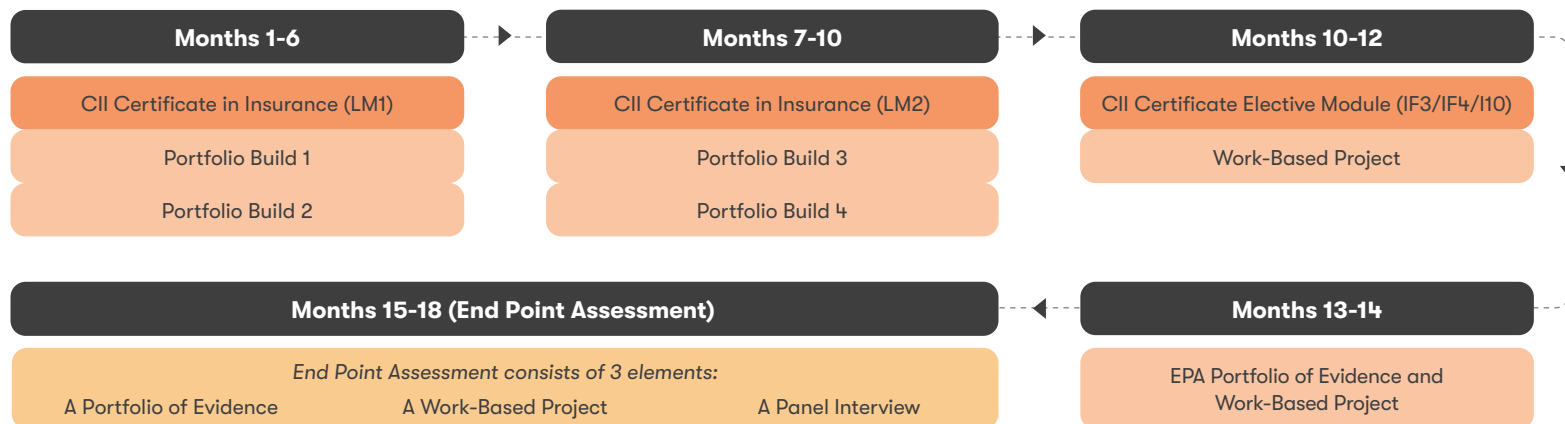 Months 1-6
CII Certificate in Insurance (LM1)
Portfolio Build 1
Portfolio Build 2
Months 7-10
CII Certificate in Insurance (LM2)
Portfolio Build 3
Portfolio Build 4
Months 10-12
CII Certificate Elective Module (IF3/IF4/I10)
Work-Based Project
Months 13-14
EPA Portfolio of Evidence and
Work-Based Project
Months 15-18 (End Point Assessment)
End Point Assessment consists of 3 elements:
A Portfolio of Evidence
A Work-Based Project
A Panel Interview